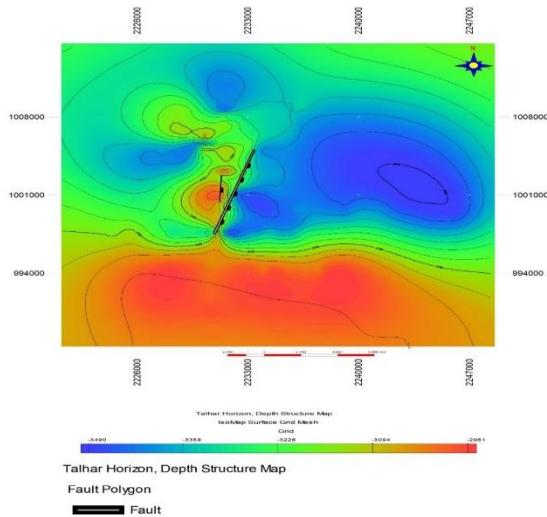 2226000 2233000 2240000 2247000
N
1008000 1008000
1001000 1001000
994000 994000
2226000 2233000 2240000 2247000
Talhar Horizon, Depth Structure Map
IsoMap Surface Grid Mesh
Grid
-3490 -3358 -3226 -3094 -2961
Talhar Horizon, Depth Structure Map
Fault Polygon
Fault